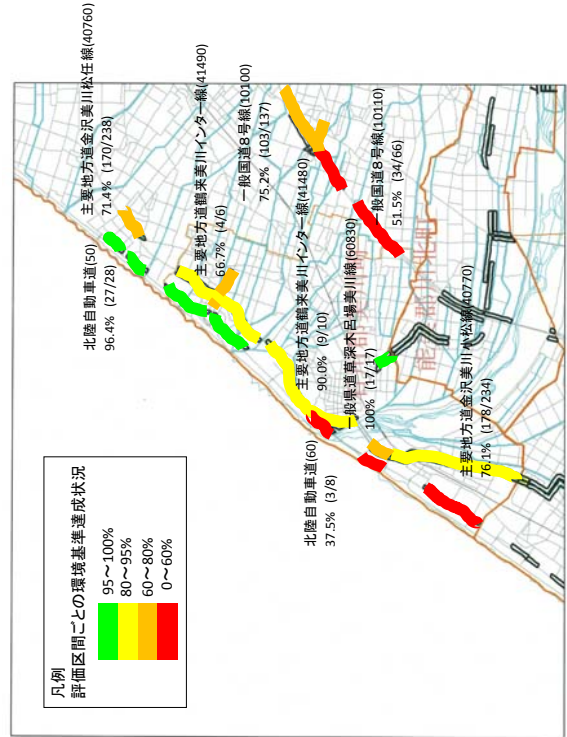 凡例
評価区間ごとの環境基準達成状況
95～100%
80～95%
60～80%
0～60%
北陸自動車道(50)
96.4% (27/28)
主要地方道金沢美川松任線(40760)
71.4% (170/238)
主要地方道鶴来美川インター線(41490)
66.7% (4/6)
一般国道8号線(10100)
75.2% (103/137)
主要地方道鶴来美川インター線(41480)
90.0% (9/10)
一般国道8号線(10110)
51.5% (34/66)
一般県道草深木呂場美川線(60830)
100% (17/17)
北陸自動車道(60)
37.5% (3/8)
主要地方道金沢美川小松線(40770)
76.1% (178/234)